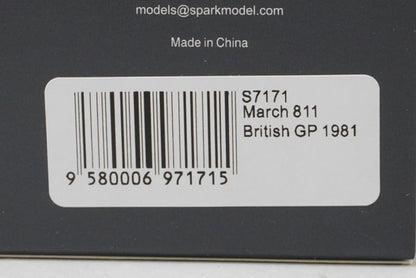 models@sparkmodel.com
Made in China
S7171
March 811
British GP 1981
9 580006 971715